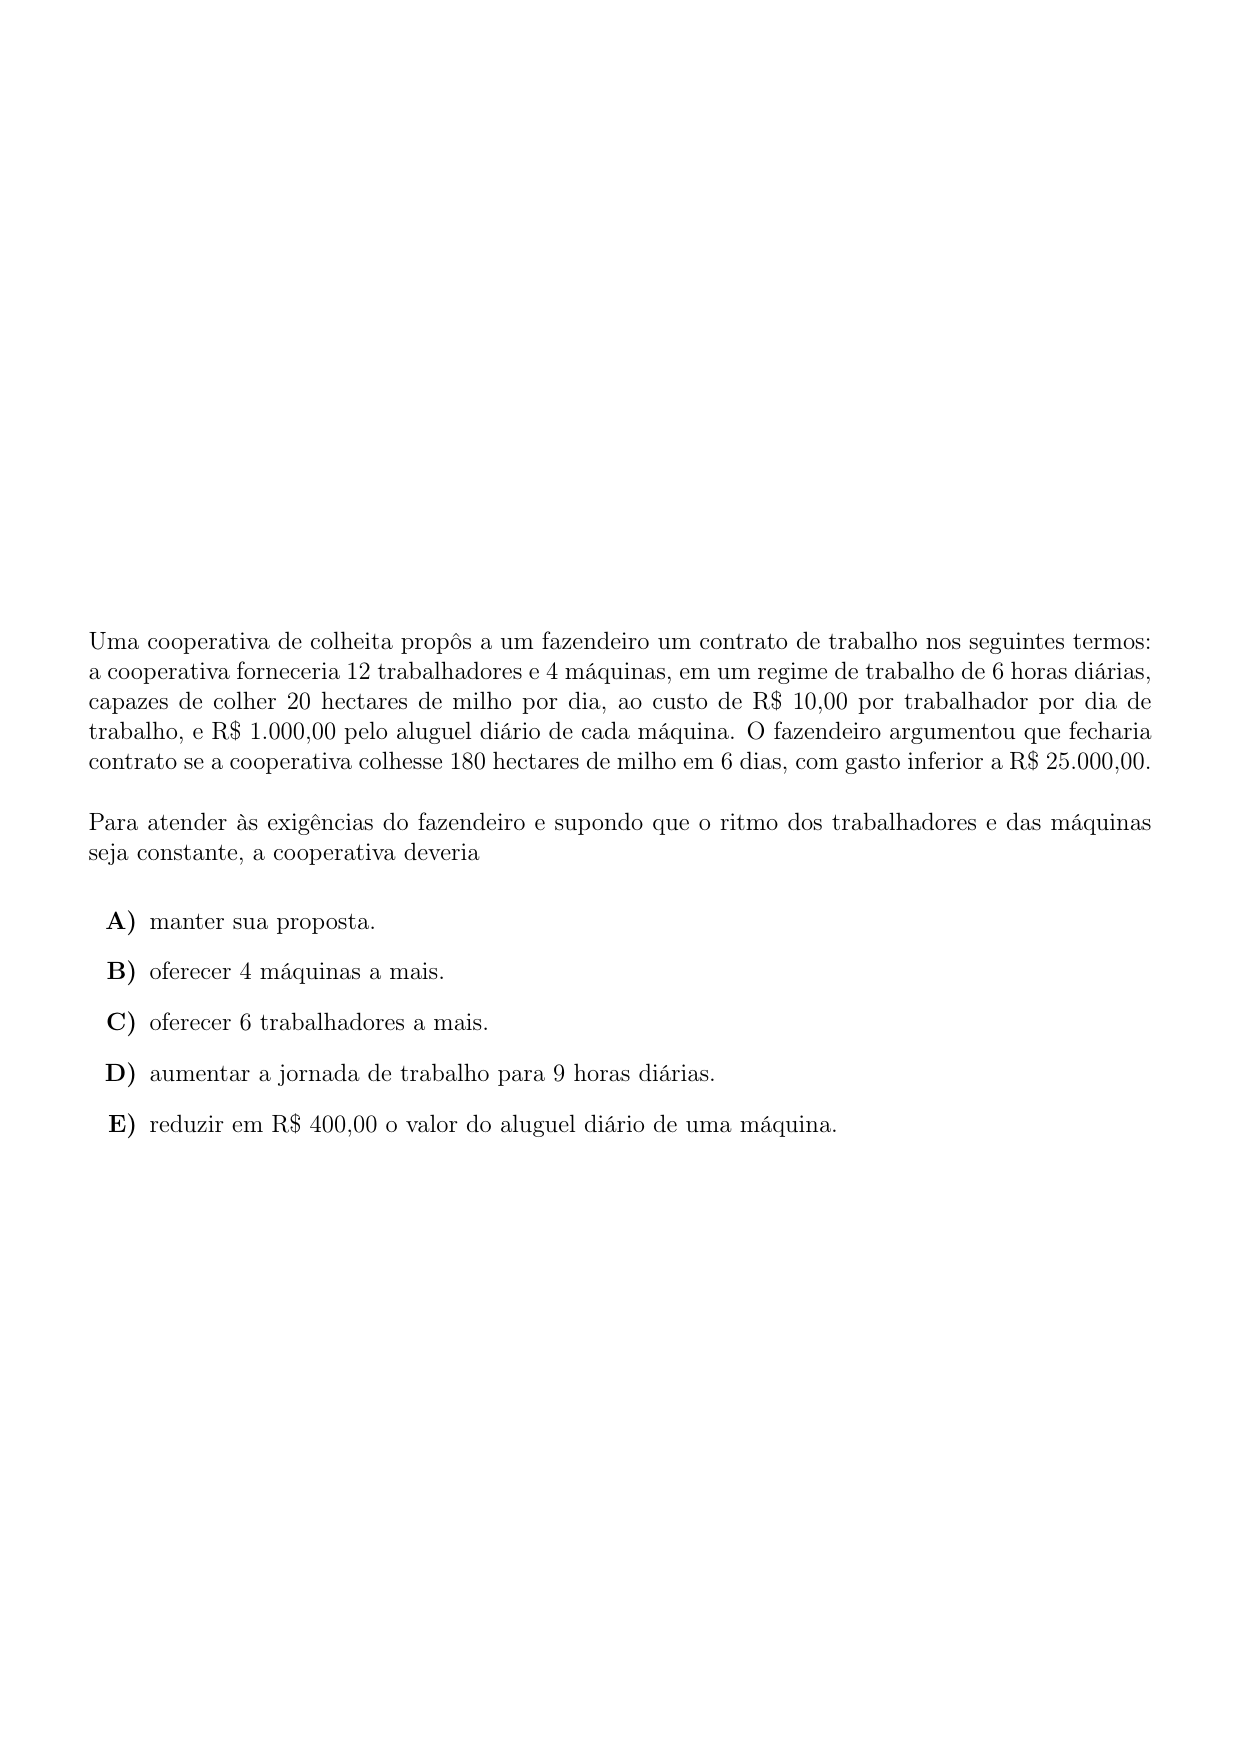 Uma cooperativa de colheita propôs a um fazendeiro um contrato de trabalho nos seguintes termos:
a cooperativa forneceria 12 trabalhadores e 4 máquinas, em um regime de trabalho de 6 horas diárias,
capazes de colher 20 hectares de milho por dia, ao custo de R$ 10,00 por trabalhador por dia de
trabalho, e R$ 1.000,00 pelo aluguel diário de cada máquina. O fazendeiro argumentou que fecharia
contrato se a cooperativa colhesse 180 hectares de milho em 6 dias, com gasto inferior a R$ 25.000,00.
Para atender às exigências do fazendeiro e supondo que o ritmo dos trabalhadores e das máquinas
seja constante, a cooperativa deveria
A) manter sua proposta.
B) oferecer 4 máquinas a mais.
C) oferecer 6 trabalhadores a mais.
D) aumentar a jornada de trabalho para 9 horas diárias.
E) reduzir em R$ 400,00 o valor do aluguel diário de uma máquina.